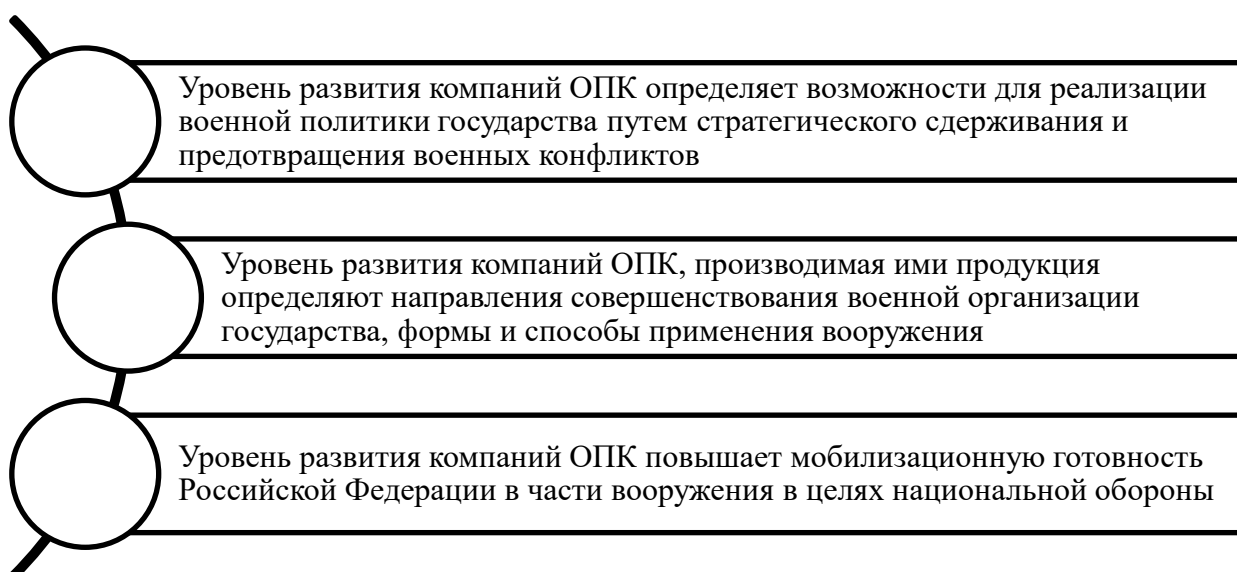 Уровень развития компаний ОПК определяет возможности для реализации
военной политики государства путем стратегического сдерживания и
предотвращения военных конфликтов
Уровень развития компаний ОПК, производимая ими продукция
определяют направления совершенствования военной организации
государства, формы и способы применения вооружения
Уровень развития компаний ОПК повышает мобилизационную готовность
Российской Федерации в части вооружения в целях национальной обороны